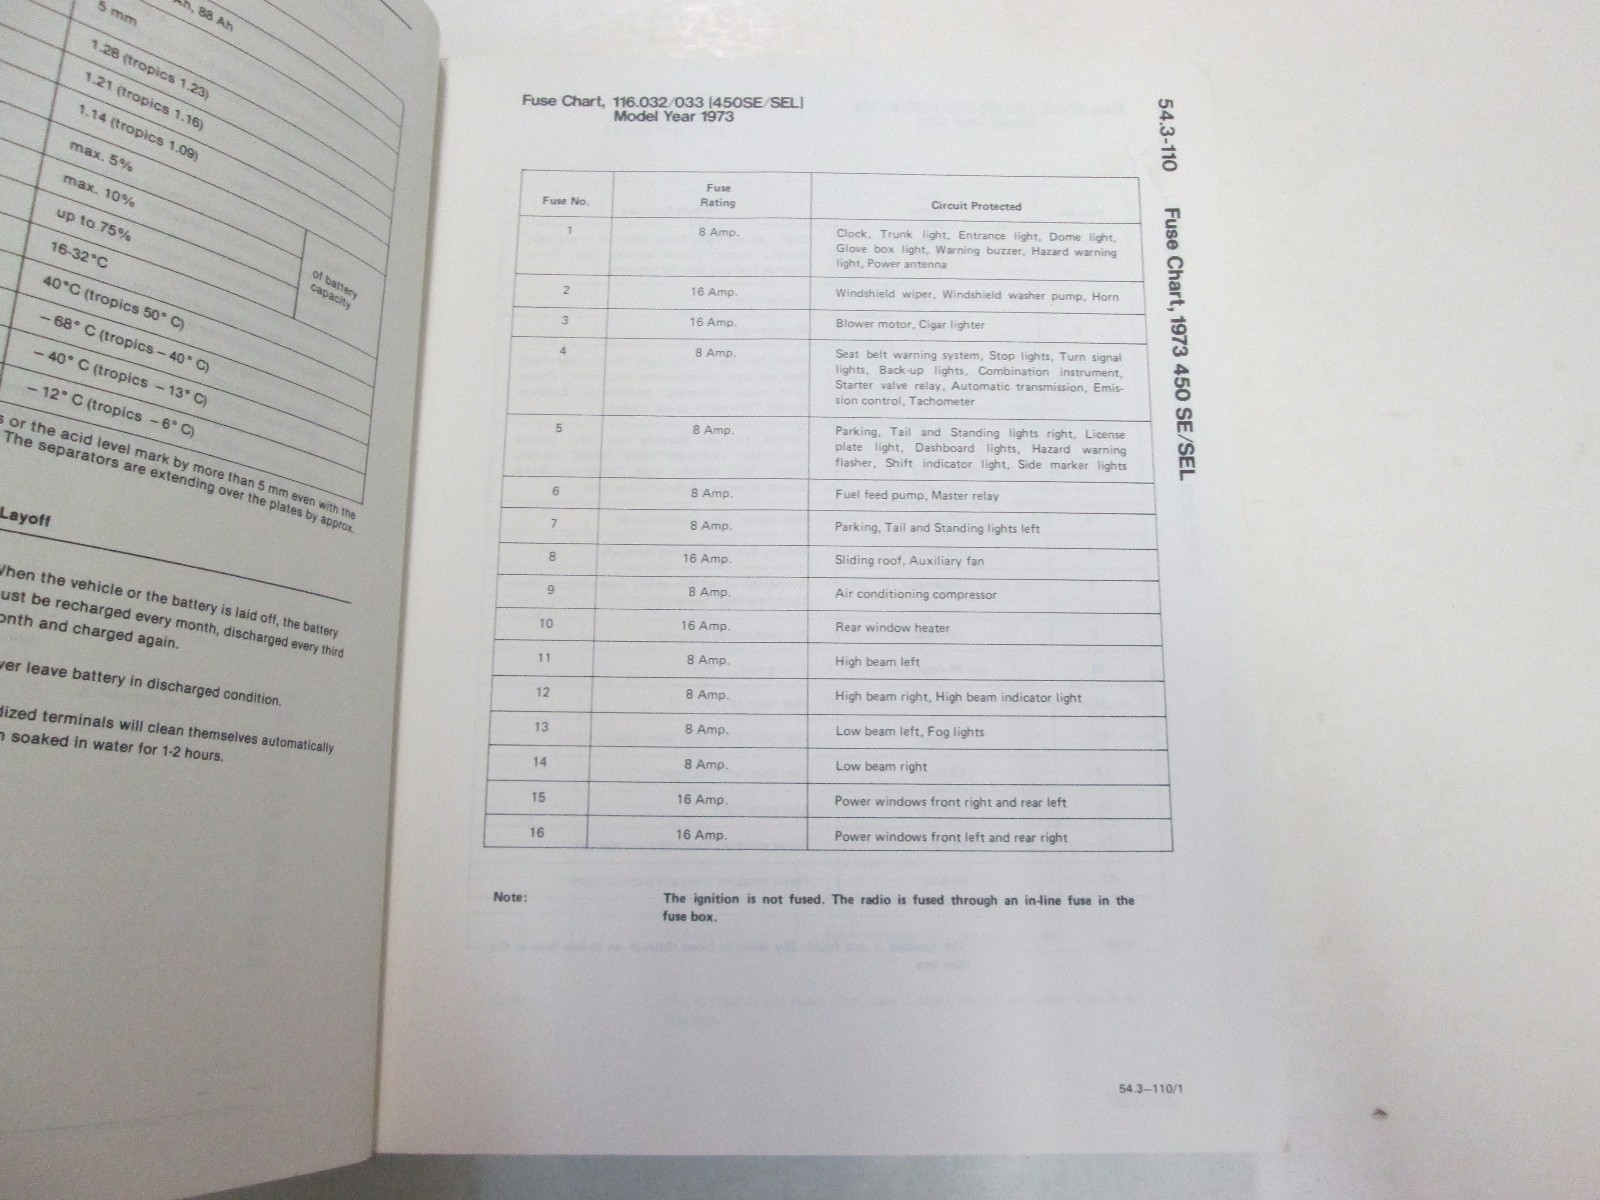 Ah, 88 Ah
5 mm
1.28 (tropics 1.23)
1.21 (tropics 1.16)
1.14 (tropics 1.09)
max. 5%
max. 10%
up to 75%
of battery
capacity
16-32°C
40°C (tropics 50° C)
– 68° C (tropics – 40° C)
– 40° C (tropics – 13° C)
– 12° C (tropics – 6° C)
or the acid level mark by more than 5 mm even with the
The separators are extending over the plates by approx.
Layoff
When the vehicle or the battery is laid off, the battery
ust be recharged every month, discharged every third
onth and charged again.
ver leave battery in discharged condition.
dized terminals will clean themselves automatically
n soaked in water for 1-2 hours.
Fuse Chart, 116.032/033 [450SE/SEL]
Model Year 1973
54.3-110 Fuse Chart, 1973 450 SE/SEL
Fuse No. Fuse Rating Circuit Protected
1 8 Amp. Clock, Trunk light, Entrance light, Dome light,
Glove box light, Warning buzzer, Hazard warning
light, Power antenna
2 16 Amp. Windshield wiper, Windshield washer pump, Horn
3 16 Amp. Blower motor, Cigar lighter
4 8 Amp. Seat belt warning system, Stop lights, Turn signal
lights, Back-up lights, Combination instrument,
Starter valve relay, Automatic transmission, Emis-
sion control, Tachometer
5 8 Amp. Parking, Tail and Standing lights right, License
plate light, Dashboard lights, Hazard warning
flasher, Shift indicator light, Side marker lights
6 8 Amp. Fuel feed pump, Master relay
7 8 Amp. Parking, Tail and Standing lights left
8 16 Amp. Sliding roof, Auxiliary fan
9 8 Amp. Air conditioning compressor
10 16 Amp. Rear window heater
11 8 Amp. High beam left
12 8 Amp. High beam right, High beam indicator light
13 8 Amp. Low beam left, Fog lights
14 8 Amp. Low beam right
15 16 Amp. Power windows front right and rear left
16 16 Amp. Power windows front left and rear right
Note: The ignition is not fused. The radio is fused through an in-line fuse in the
fuse box.
54.3–110/1